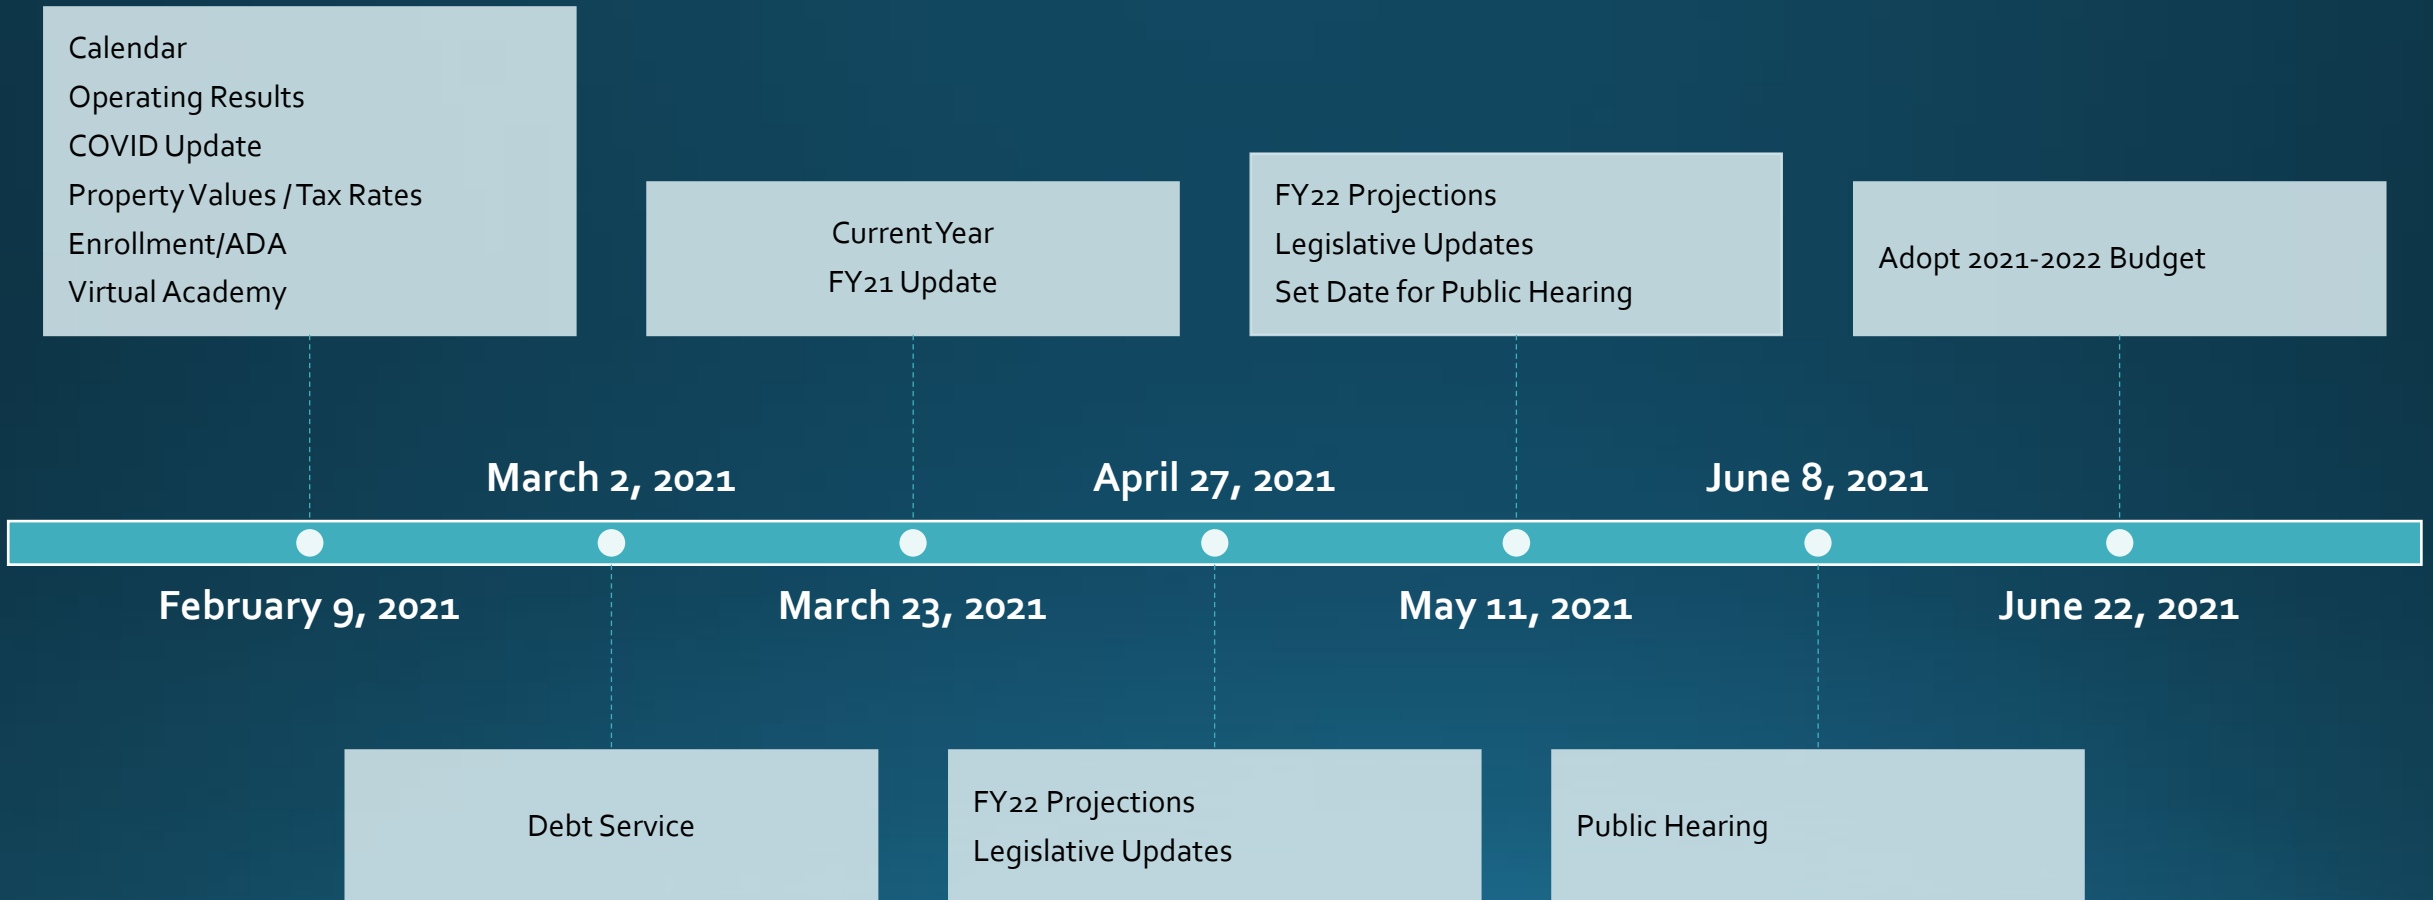 Calendar
Operating Results
COVID Update
Property Values / Tax Rates
Enrollment/ADA
Virtual Academy
Current Year
FY21 Update
FY22 Projections
Legislative Updates
Set Date for Public Hearing
Adopt 2021-2022 Budget
March 2, 2021
April 27, 2021
June 8, 2021
February 9, 2021
March 23, 2021
May 11, 2021
June 22, 2021
Debt Service
FY22 Projections
Legislative Updates
Public Hearing